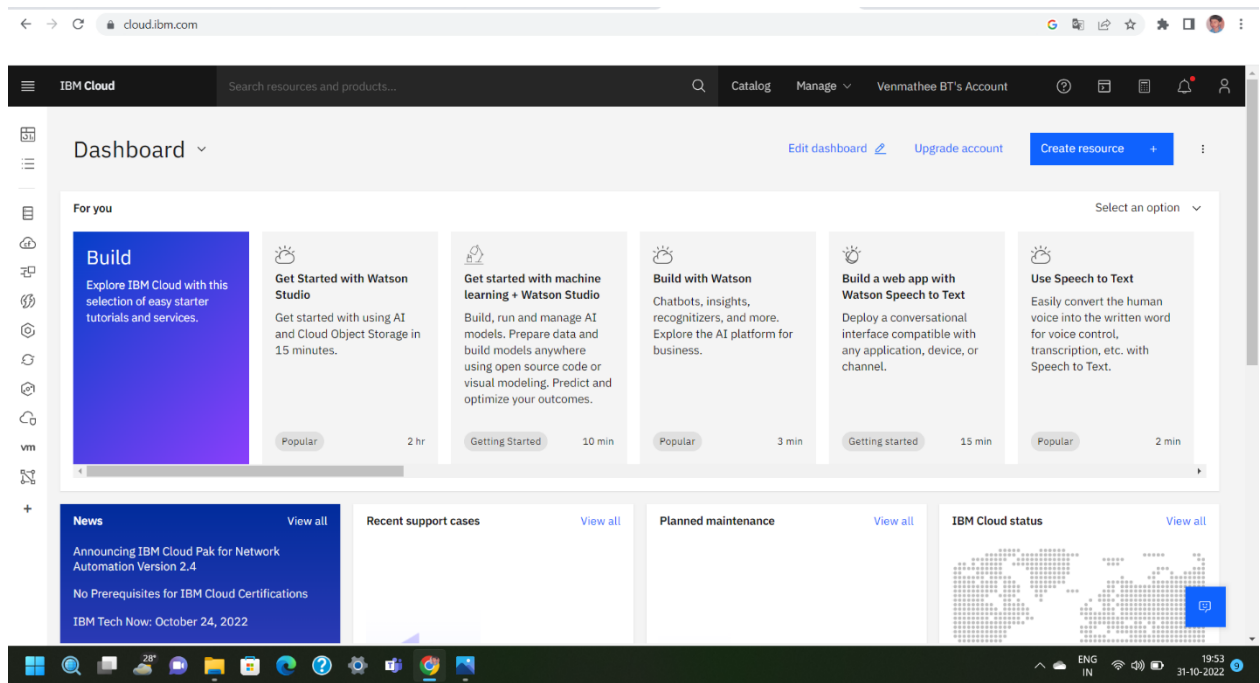 cloud.ibm.com
IBM Cloud
Search resources and products...
Catalog
Manage
Venmathee BT's Account
Dashboard
Edit dashboard
Upgrade account
Create resource +
For you
Select an option
Build
Explore IBM Cloud with this
selection of easy starter
tutorials and services.
Get Started with Watson
Studio
Get started with using AI
and Cloud Object Storage in
15 minutes.
Popular
2 hr
Get started with machine
learning + Watson Studio
Build, run and manage AI
models. Prepare data and
build models anywhere
using open source code or
visual modeling. Predict and
optimize your outcomes.
Getting Started
10 min
Build with Watson
Chatbots, insights,
recognizers, and more.
Explore the AI platform for
business.
Popular
3 min
Build a web app with
Watson Speech to Text
Deploy a conversational
interface compatible with
any application, device, or
channel.
Getting started
15 min
Use Speech to Text
Easily convert the human
voice into the written word
for voice control,
transcription, etc. with
Speech to Text.
Popular
2 min
vm
+
News
View all
Announcing IBM Cloud Pak for Network
Automation Version 2.4
No Prerequisites for IBM Cloud Certifications
IBM Tech Now: October 24, 2022
Recent support cases
View all
Planned maintenance
View all
IBM Cloud status
View all
28°
ENG
IN
19:53
31-10-2022
9